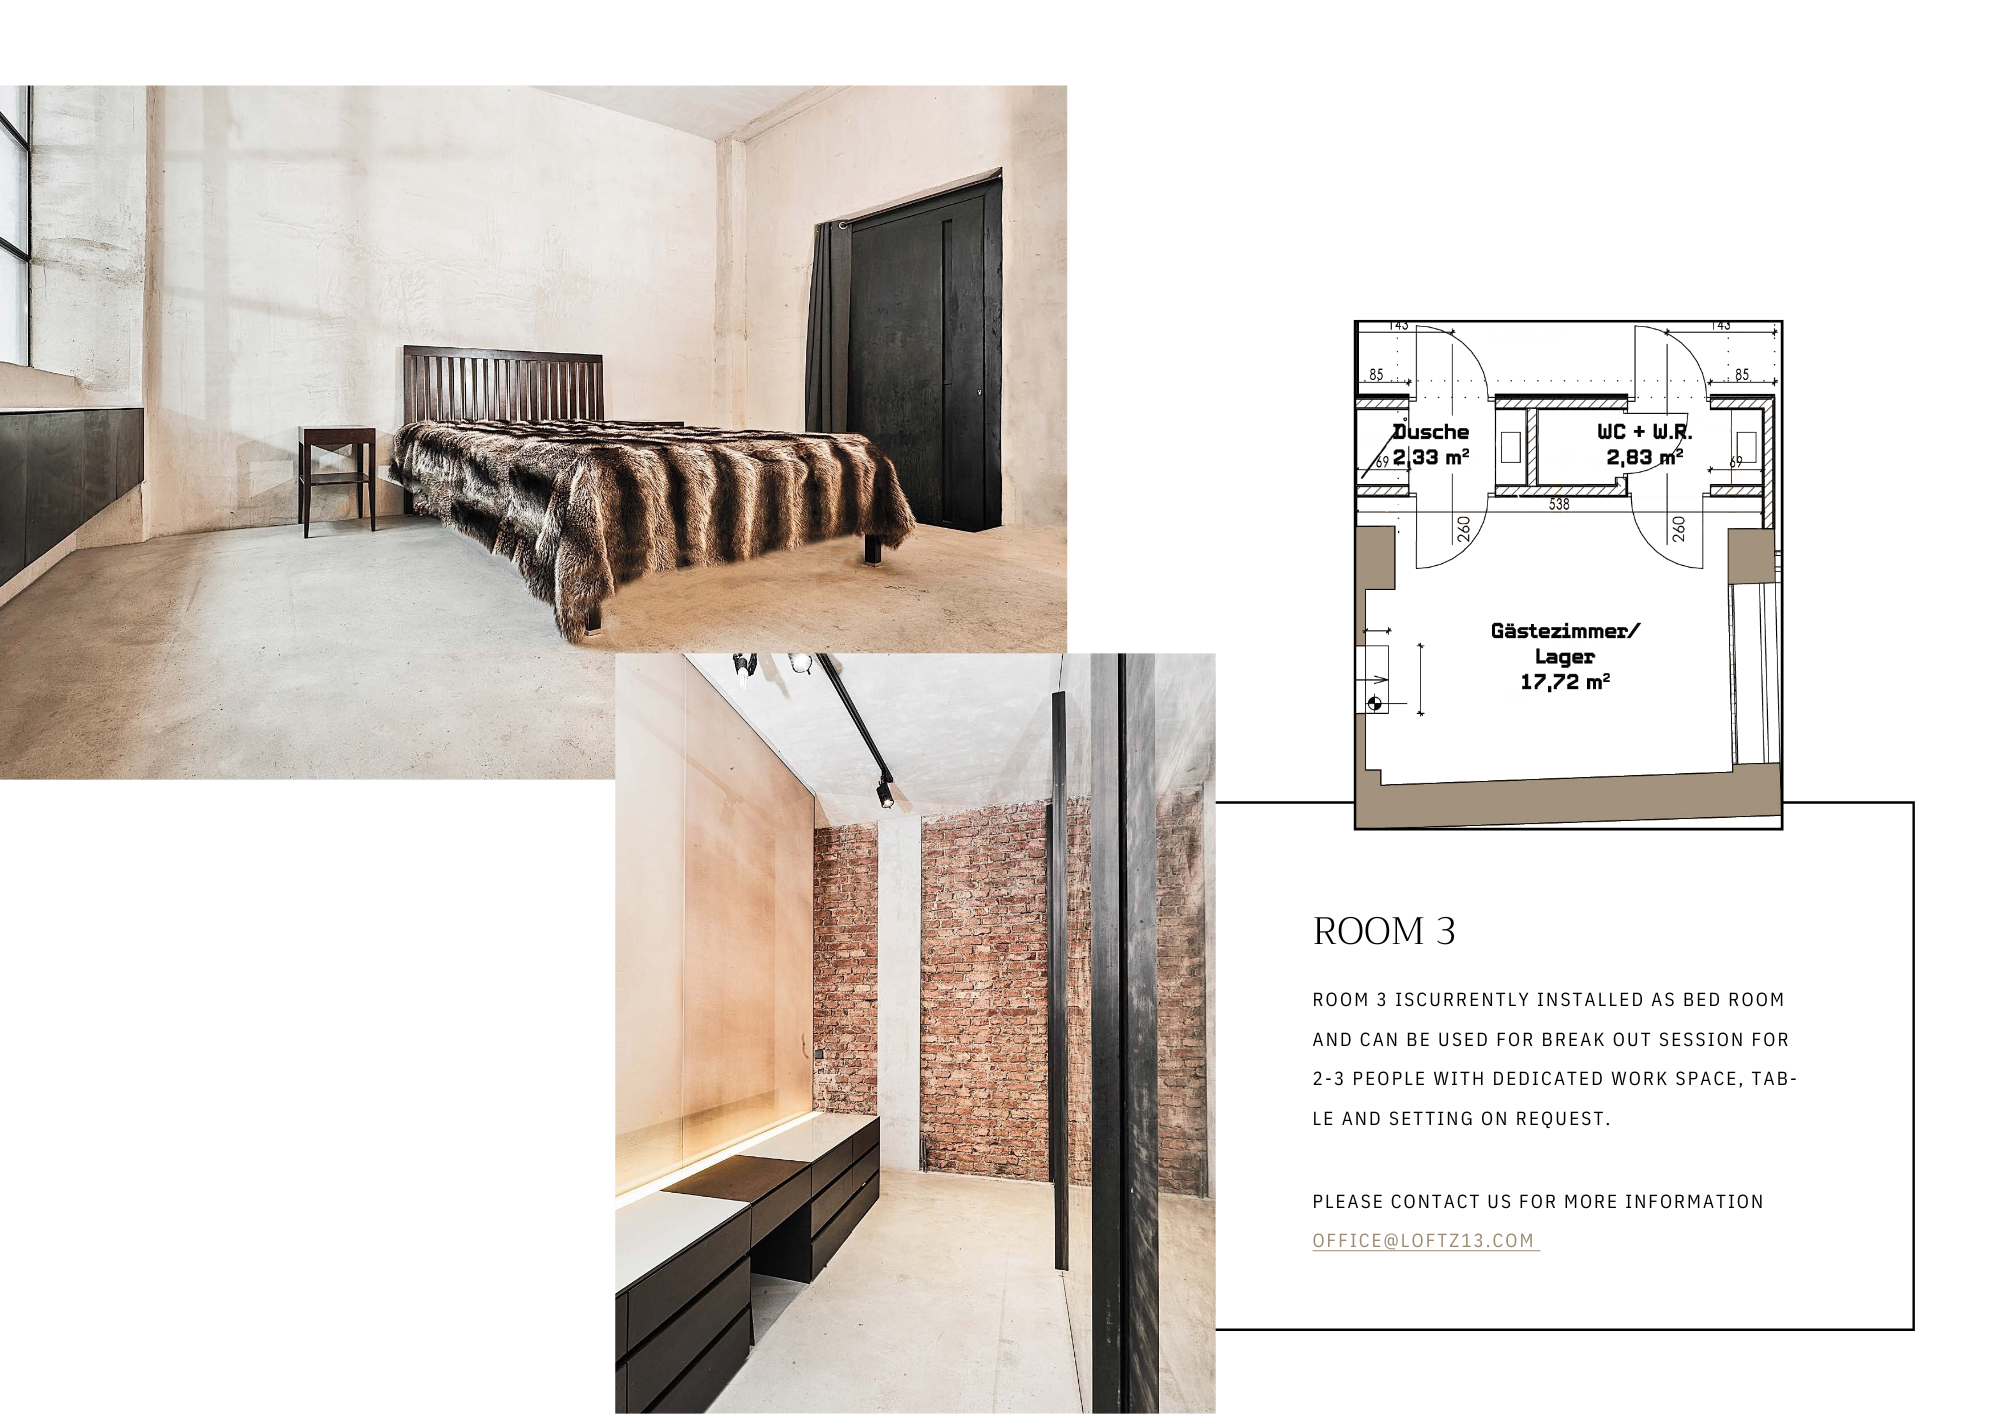 143
143
85
85
Dusche
2,33 m²
69
WC + W.R.
2,83 m²
69
538
260
260
Gästezimmer/
Lager
17,72 m²
ROOM 3
ROOM 3 ISCURRENTLY INSTALLED AS BED ROOM
AND CAN BE USED FOR BREAK OUT SESSION FOR
2-3 PEOPLE WITH DEDICATED WORK SPACE, TAB-
LE AND SETTING ON REQUEST.
PLEASE CONTACT US FOR MORE INFORMATION
OFFICE@LOFTZ13.COM